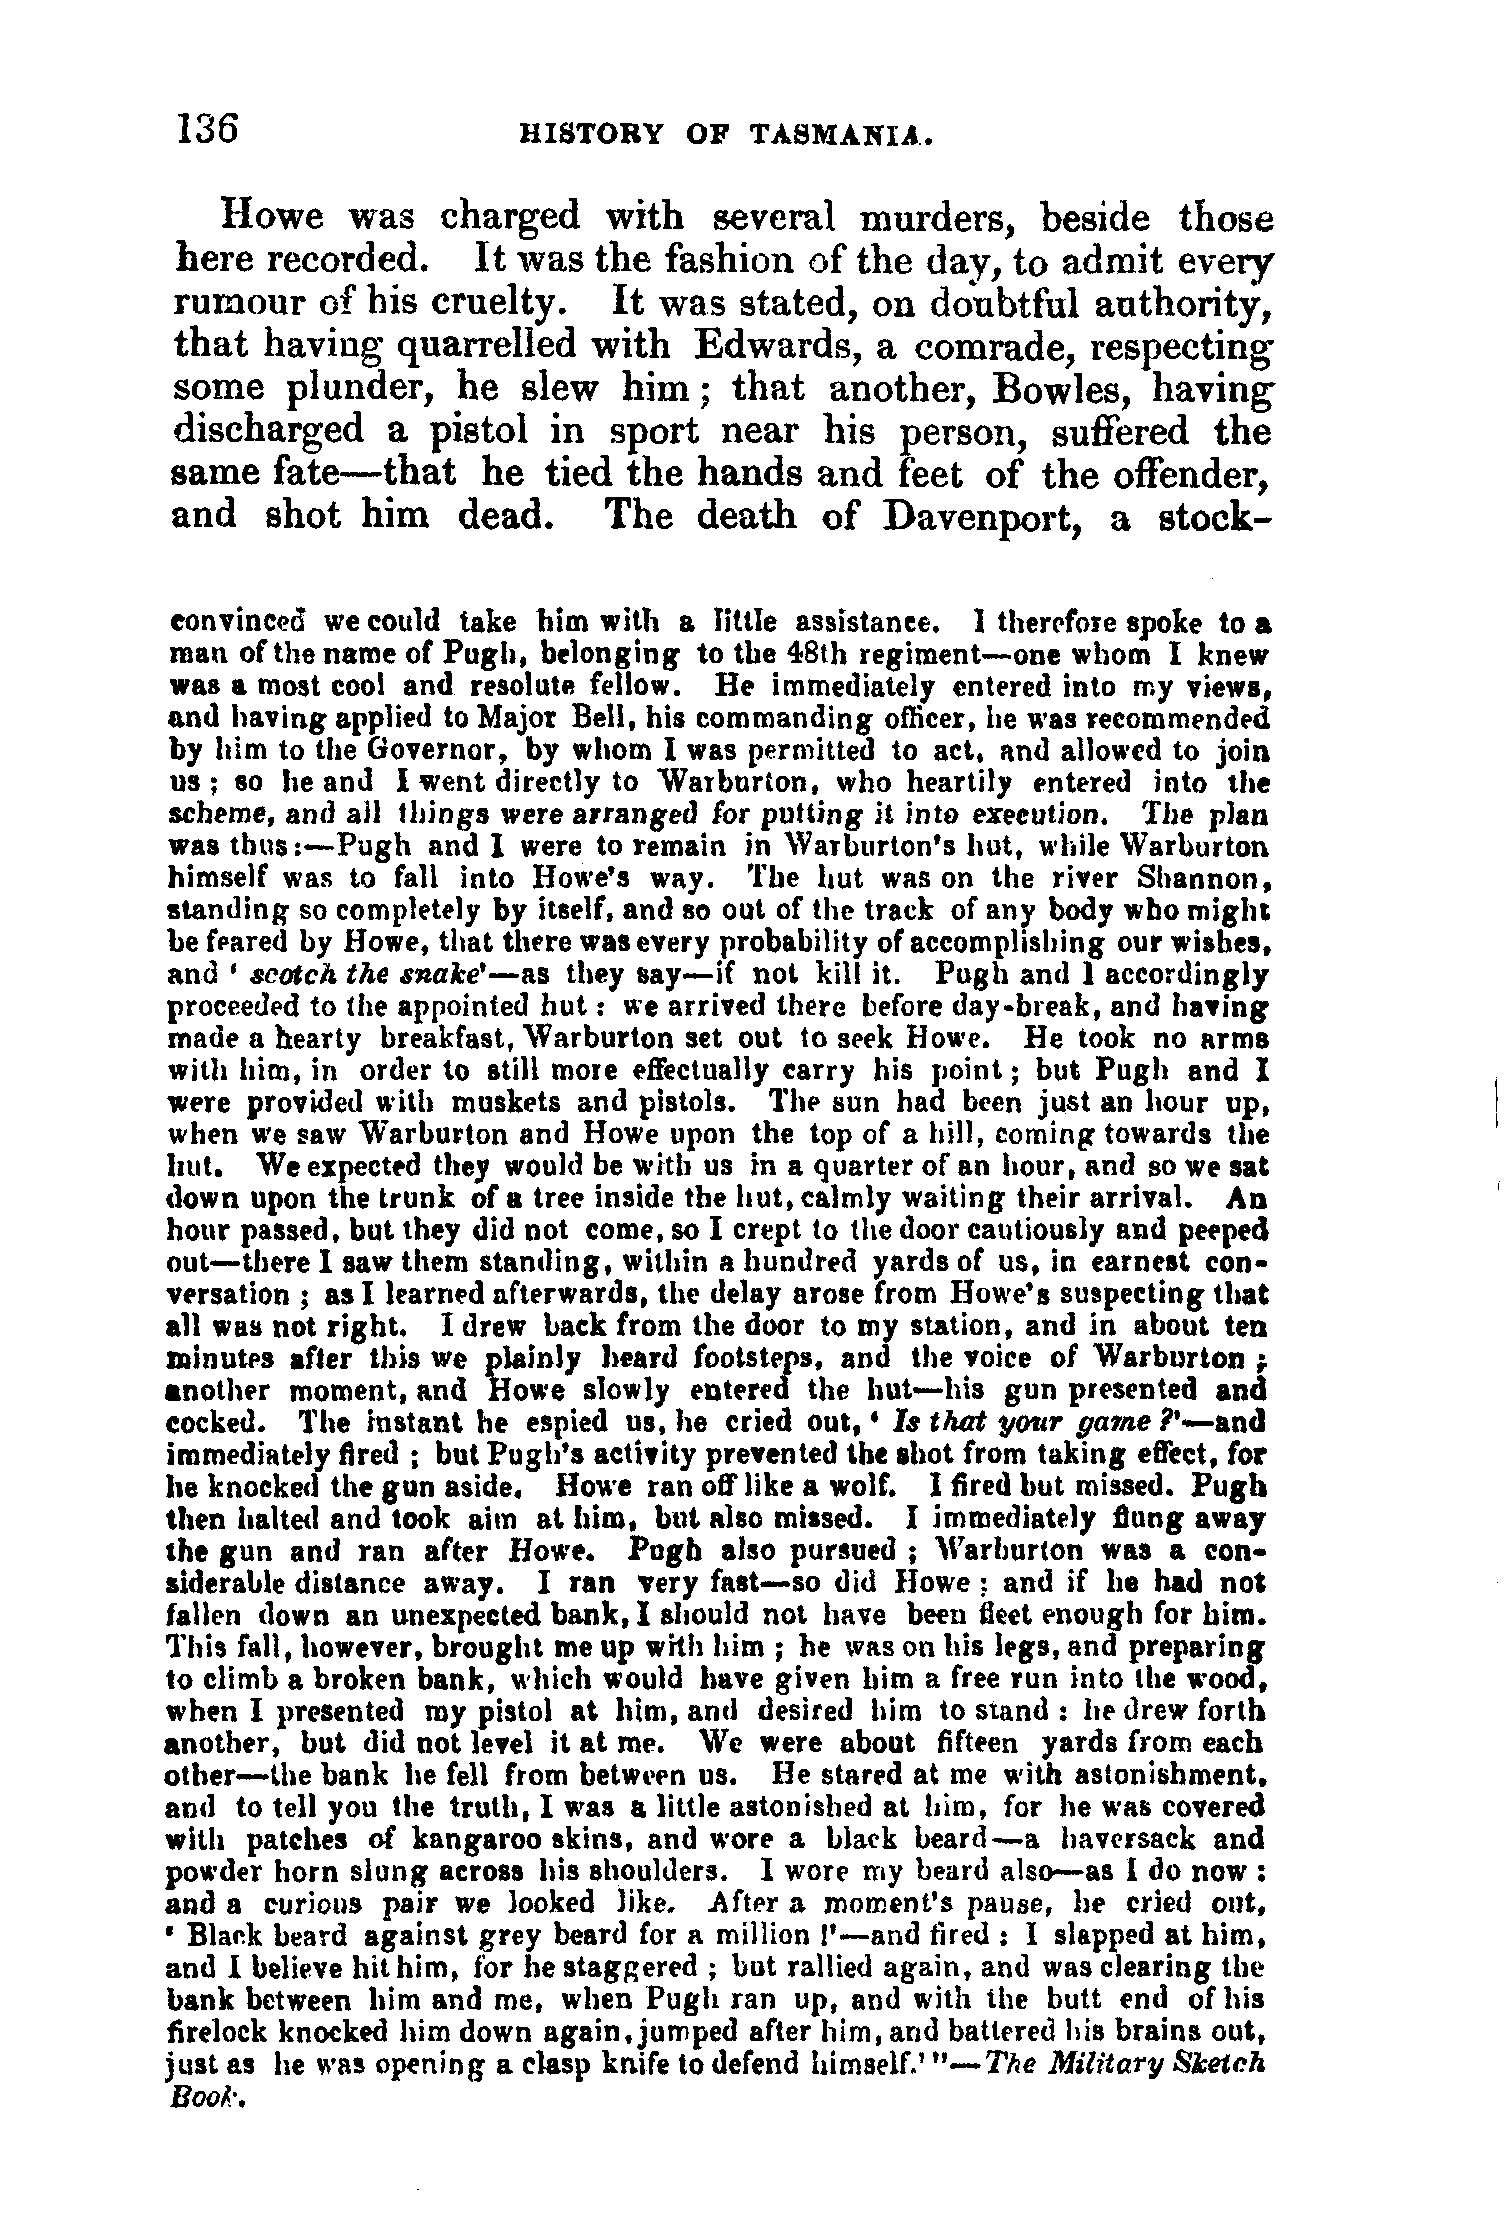 136 HISTORY OF TASMANIA.
Howe was charged with several murders, beside those
here recorded. It was the fashion of the day, to admit every
rumour of his cruelty. It was stated, on doubtful authority,
that having quarrelled with Edwards, a comrade, respecting
some plunder, he slew him; that another, Bowles, having
discharged a pistol in sport near his person, suffered the
same fate—that he tied the hands and feet of the offender,
and shot him dead. The death of Davenport, a stock-
convinced we could take him with a little assistance. I therefore spoke to a
man of the name of Pugh, belonging to the 48th regiment—one whom I knew
was a most cool and resolute fellow. He immediately entered into my views,
and having applied to Major Bell, his commanding officer, he was recommended
by him to the Governor, by whom I was permitted to act, and allowed to join
us; so he and I went directly to Warburton, who heartily entered into the
scheme, and all things were arranged for putting it into execution. The plan
was thus:—Pugh and I were to remain in Warburton's hut, while Warburton
himself was to fall into Howe's way. The hut was on the river Shannon,
standing so completely by itself, and so out of the track of any body who might
be feared by Howe, that there was every probability of accomplishing our wishes,
and 'scotch the snake'—as they say—if not kill it. Pugh and I accordingly
proceeded to the appointed hut: we arrived there before day-break, and having
made a hearty breakfast, Warburton set out to seek Howe. He took no arms
with him, in order to still more effectually carry his point; but Pugh and I
were provided with muskets and pistols. The sun had been just an hour up,
when we saw Warburton and Howe upon the top of a hill, coming towards the
hut. We expected they would be with us in a quarter of an hour, and so we sat
down upon the trunk of a tree inside the hut, calmly waiting their arrival. An
hour passed, but they did not come, so I crept to the door cautiously and peeped
out—there I saw them standing, within a hundred yards of us, in earnest con-
versation; as I learned afterwards, the delay arose from Howe's suspecting that
all was not right. I drew back from the door to my station, and in about ten
minutes after this we plainly heard footsteps, and the voice of Warburton;
another moment, and Howe slowly entered the hut—his gun presented and
cocked. The instant he espied us, he cried out, 'Is that your game?'—and
immediately fired; but Pugh's activity prevented the shot from taking effect, for
he knocked the gun aside. Howe ran off like a wolf. I fired but missed. Pugh
then halted and took aim at him, but also missed. I immediately flung away
the gun and ran after Howe. Pugh also pursued; Warburton was a con-
siderable distance away. I ran very fast—so did Howe; and if he had not
fallen down an unexpected bank, I should not have been fleet enough for him.
This fall, however, brought me up with him; he was on his legs, and preparing
to climb a broken bank, which would have given him a free run into the wood,
when I presented my pistol at him, and desired him to stand: he drew forth
another, but did not level it at me. We were about fifteen yards from each
other—the bank he fell from between us. He stared at me with astonishment,
and to tell you the truth, I was a little astonished at him, for he was covered
with patches of kangaroo skins, and wore a black beard—a haversack and
powder horn slung across his shoulders. I wore my beard also—as I do now:
and a curious pair we looked like. After a moment's pause, he cried out,
'Black beard against grey beard for a million!'—and fired: I slapped at him,
and I believe hit him, for he staggered; but rallied again, and was clearing the
bank between him and me, when Pugh ran up, and with the butt end of his
firelock knocked him down again, jumped after him, and battered his brains out,
just as he was opening a clasp knife to defend himself.'"—The Military Sketch
Book.